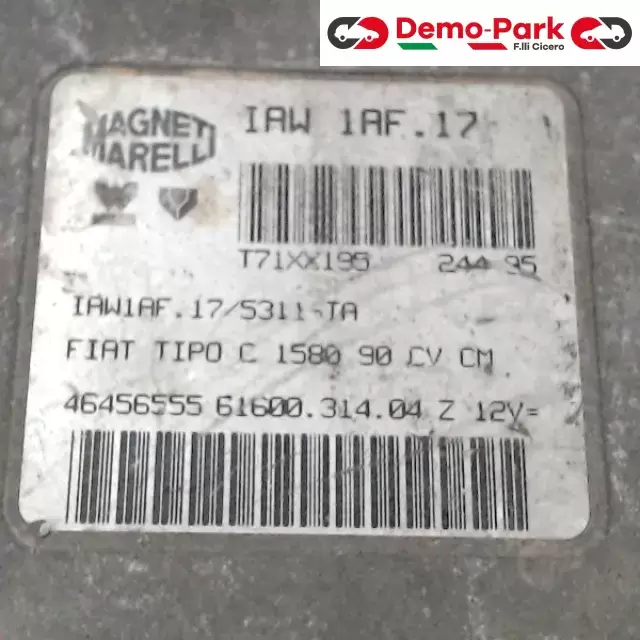 Demo-Park
F.lli Cicero
MAGNETI
MARELLI
IAW 1AF.17
T71XX195 244 95
IAW1AF.17/5311-TA
FIAT TIPO C 1580 90 CV CM
46456555 61600.314.04 Z 12V=